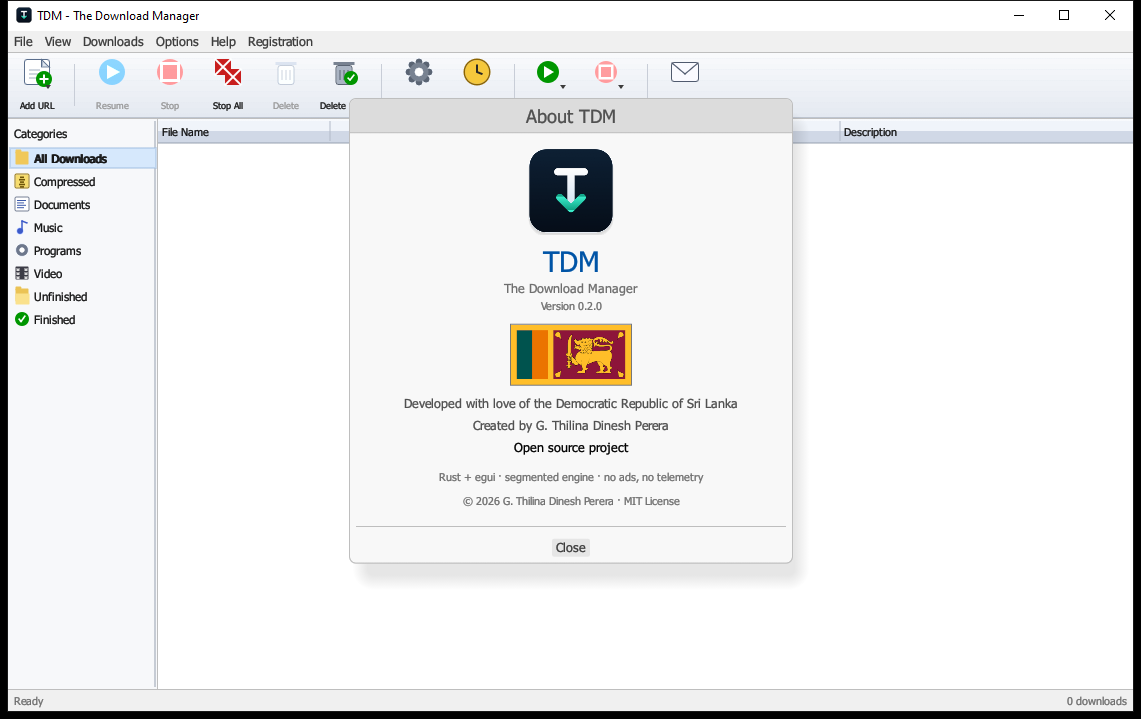 TDM - The Download Manager
File View Downloads Options Help Registration
Add URL Resume Stop Stop All Delete Delete
Categories
All Downloads
Compressed
Documents
Music
Programs
Video
Unfinished
Finished
File Name Description
About TDM
T
TDM
The Download Manager
Version 0.2.0
Developed with love of the Democratic Republic of Sri Lanka
Created by G. Thilina Dinesh Perera
Open source project
Rust + egui · segmented engine · no ads, no telemetry
© 2026 G. Thilina Dinesh Perera · MIT License
Close
Ready 0 downloads